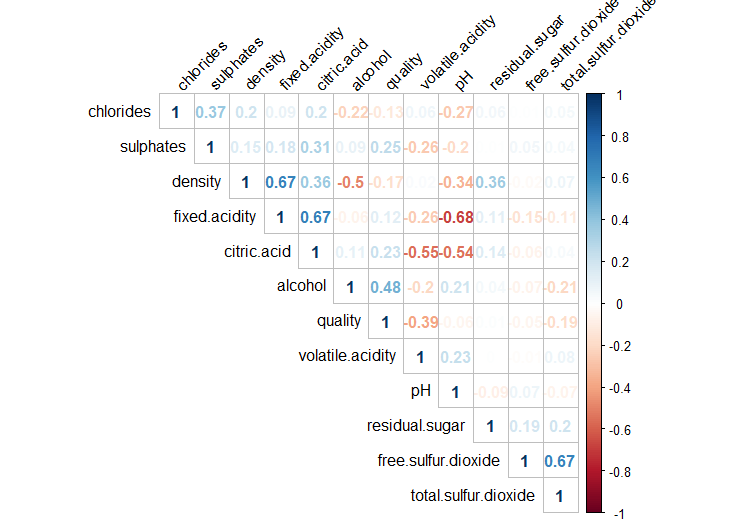 chlorides sulphates density fixed.acidity citric.acid alcohol quality volatile.acidity pH residual.sugar free.sulfur.dioxide total.sulfur.dioxide
chlorides 1 0.37 0.2 0.09 0.2 -0.22 -0.13 0.06 -0.27 0.06 0.05
sulphates 1 0.15 0.18 0.31 0.09 0.25 -0.26 -0.2 0.05 0.04
density 1 0.67 0.36 -0.5 -0.17 0.02 -0.34 0.36 0.07
fixed.acidity 1 0.67 -0.06 0.12 -0.26 -0.68 0.11 -0.15 -0.11
citric.acid 1 0.11 0.23 -0.55 -0.54 0.14 -0.06 0.04
alcohol 1 0.48 -0.2 0.21 0.04 -0.07 -0.21
quality 1 -0.39 -0.06 -0.05 -0.19
volatile.acidity 1 0.23 0.08
pH 1 -0.09 0.07 -0.07
residual.sugar 1 0.19 0.2
free.sulfur.dioxide 1 0.67
total.sulfur.dioxide 1
1
0.8
0.6
0.4
0.2
0
-0.2
-0.4
-0.6
-0.8
-1